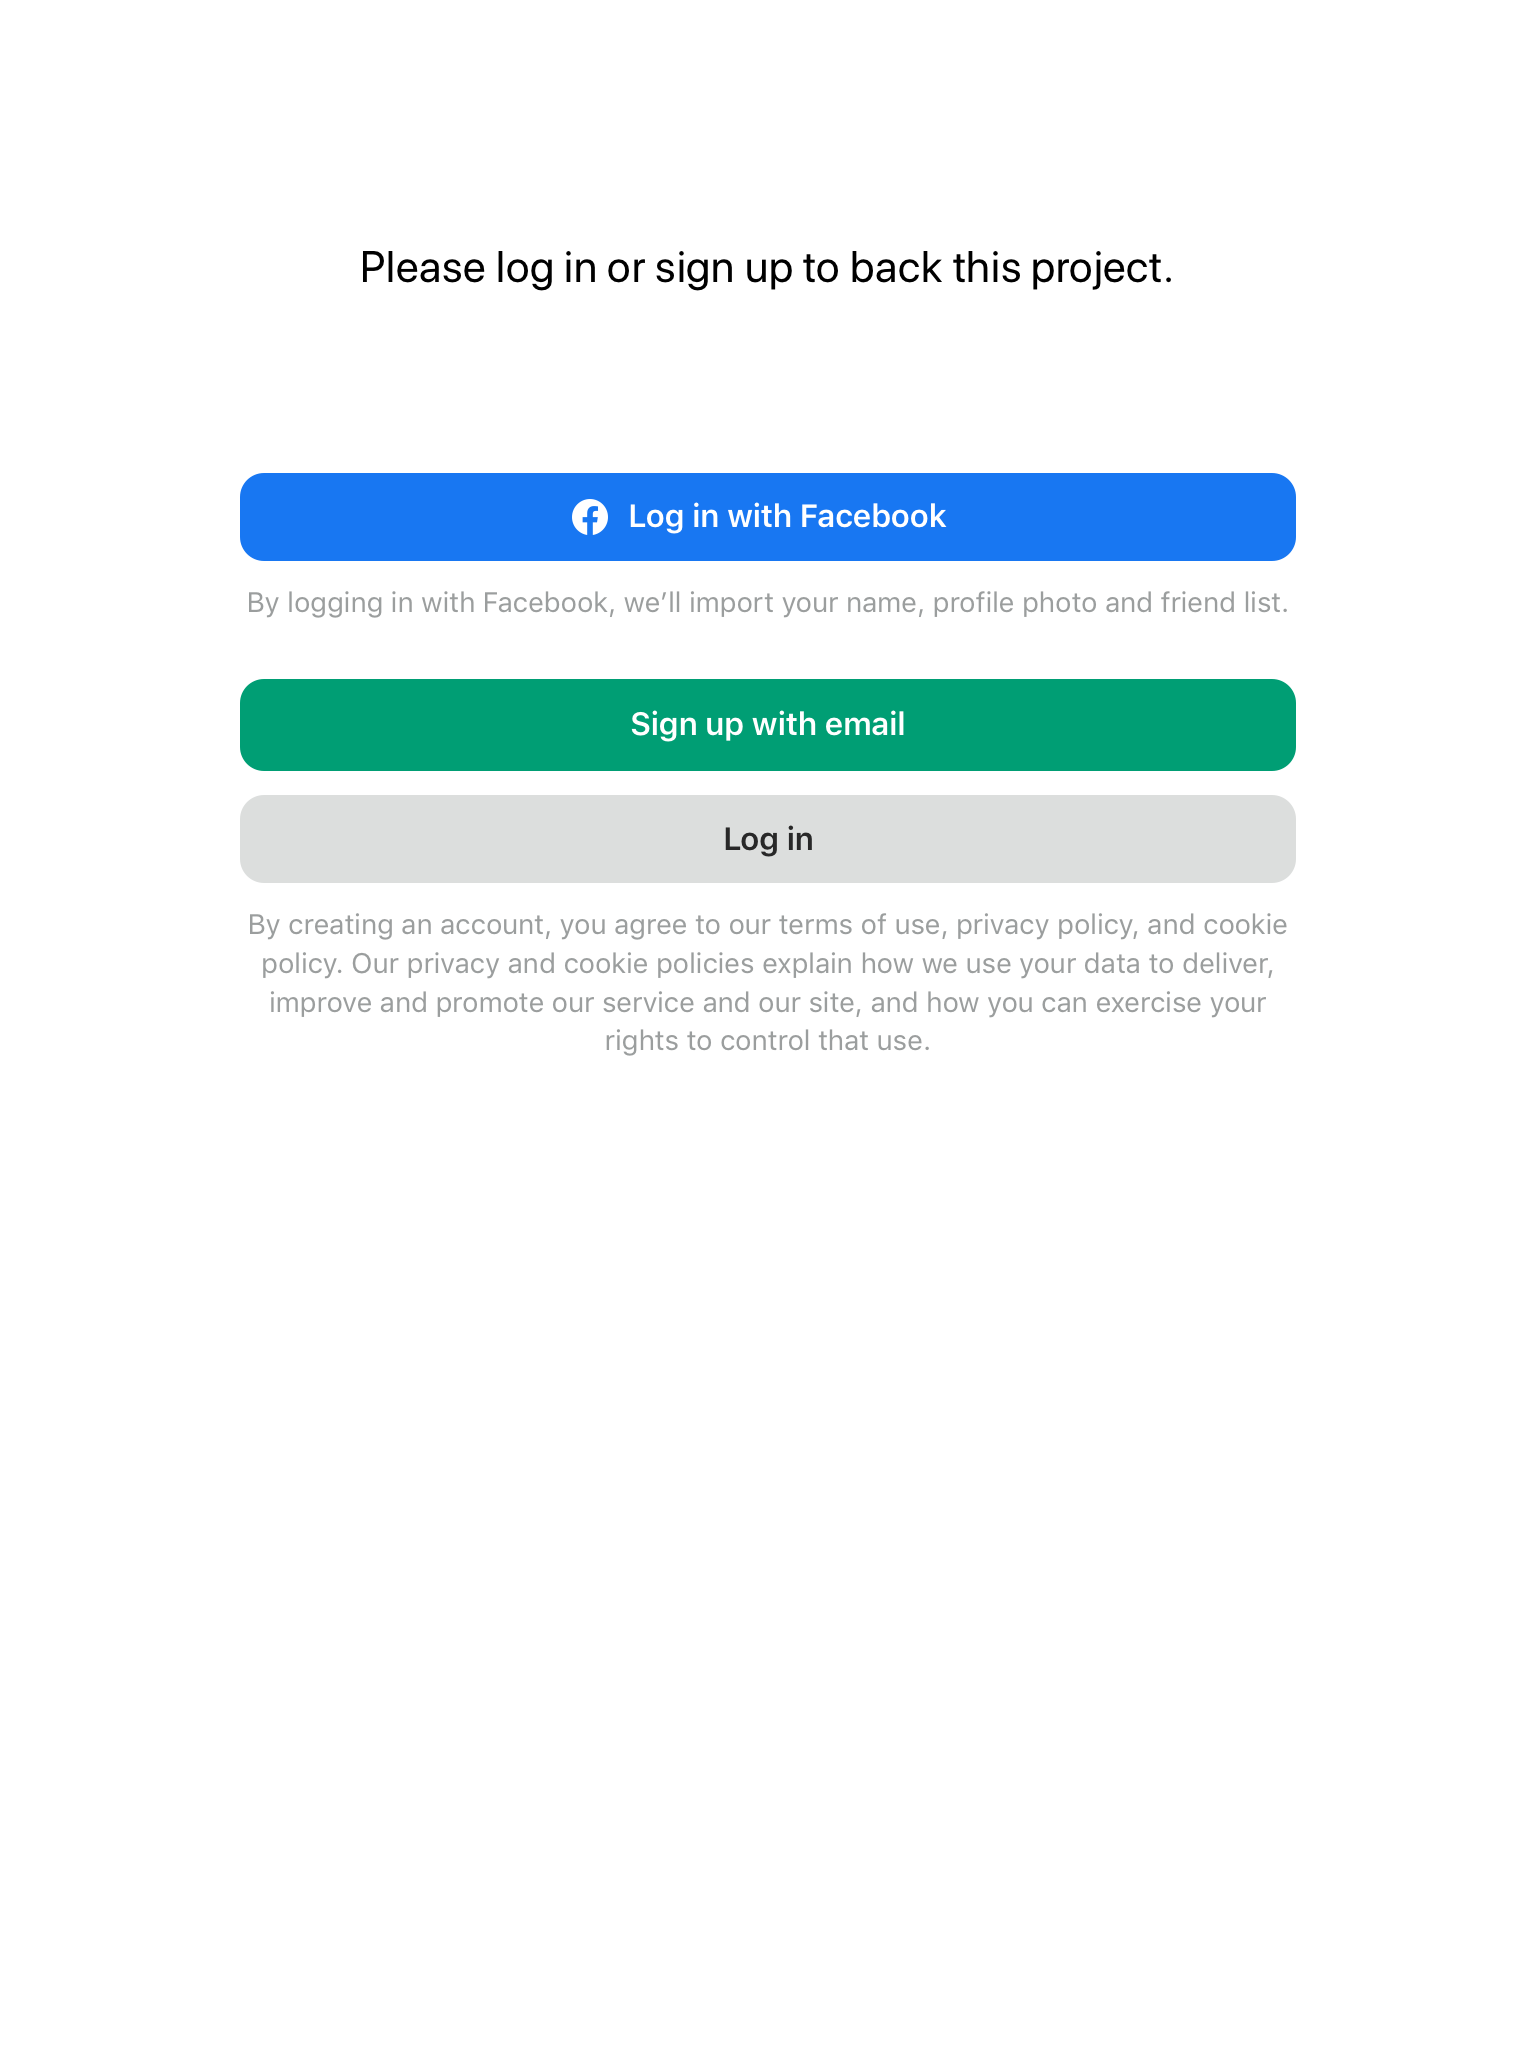 Please log in or sign up to back this project.
Log in with Facebook
By logging in with Facebook, we’ll import your name, profile photo and friend list.
Sign up with email
Log in
By creating an account, you agree to our terms of use, privacy policy, and cookie
policy. Our privacy and cookie policies explain how we use your data to deliver,
improve and promote our service and our site, and how you can exercise your
rights to control that use.